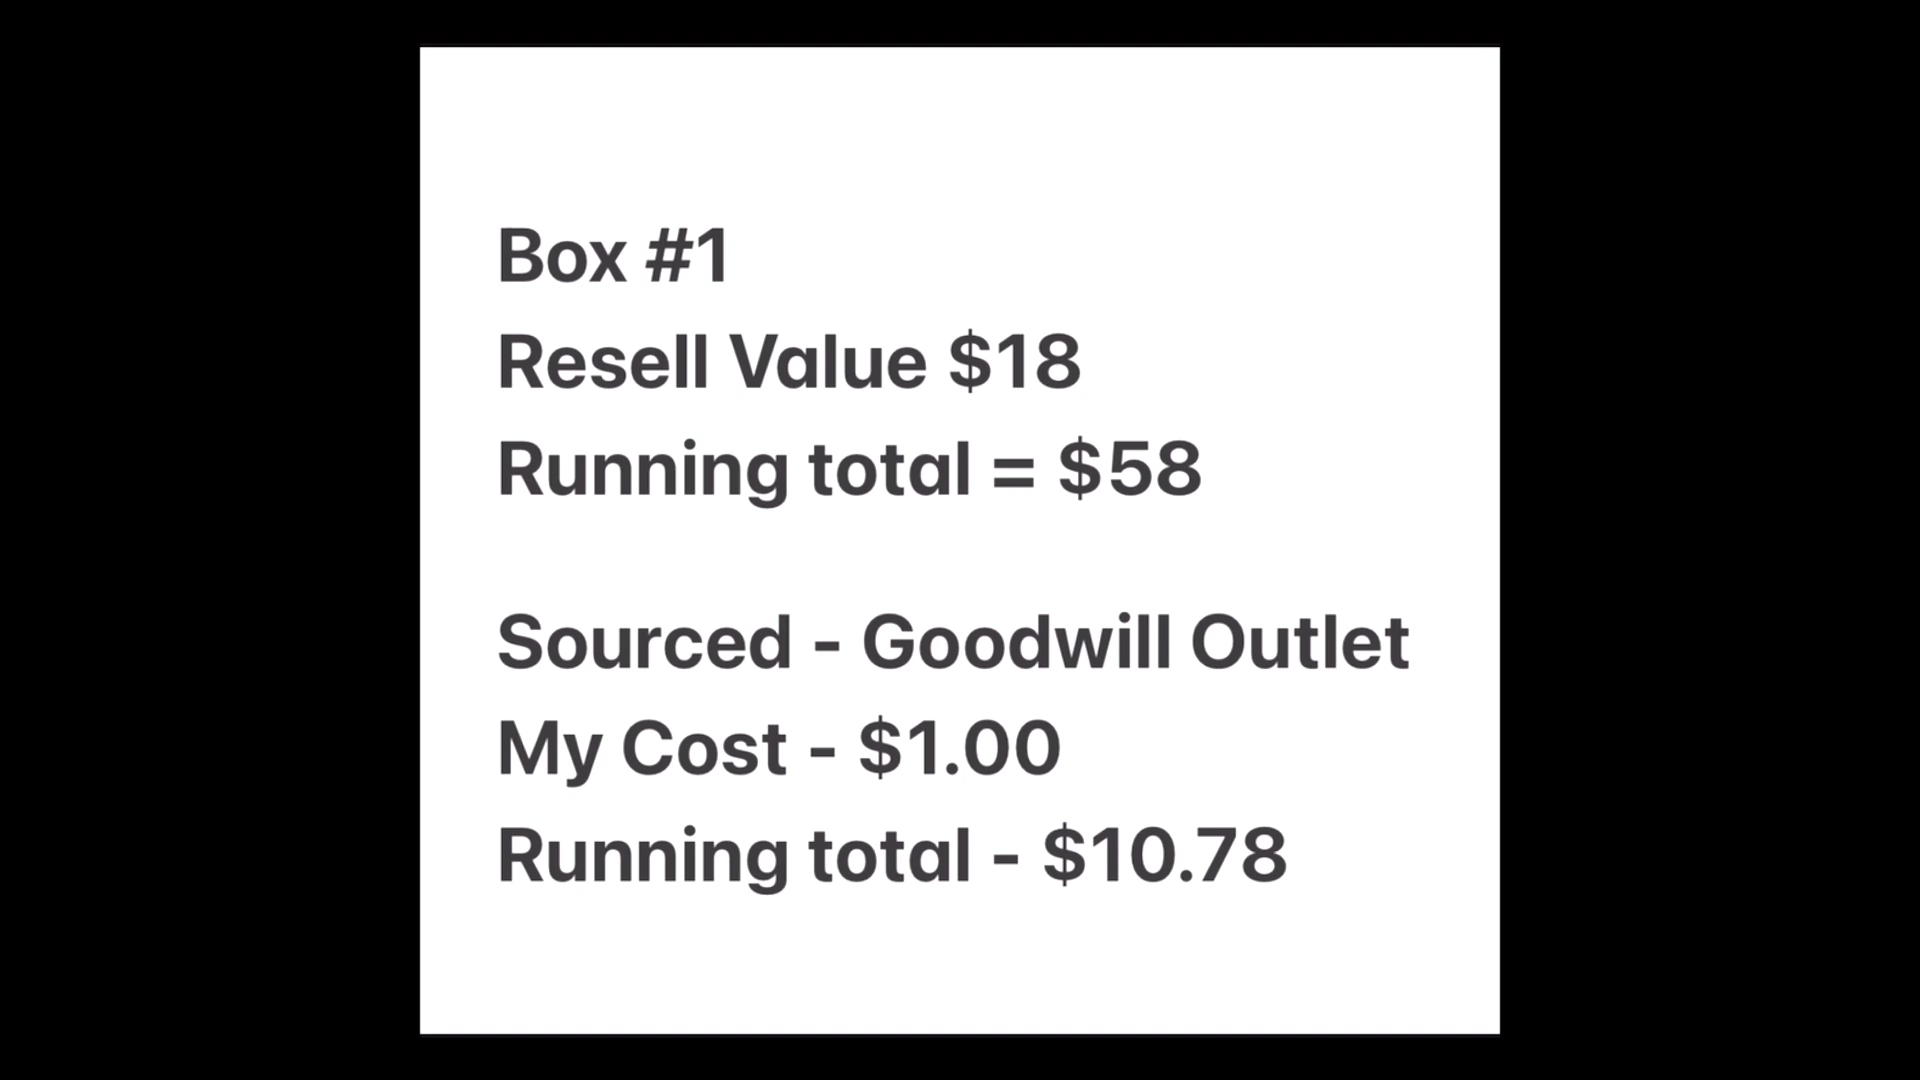 Box #1
Resell Value $18
Running total = $58
Sourced - Goodwill Outlet
My Cost - $1.00
Running total - $10.78